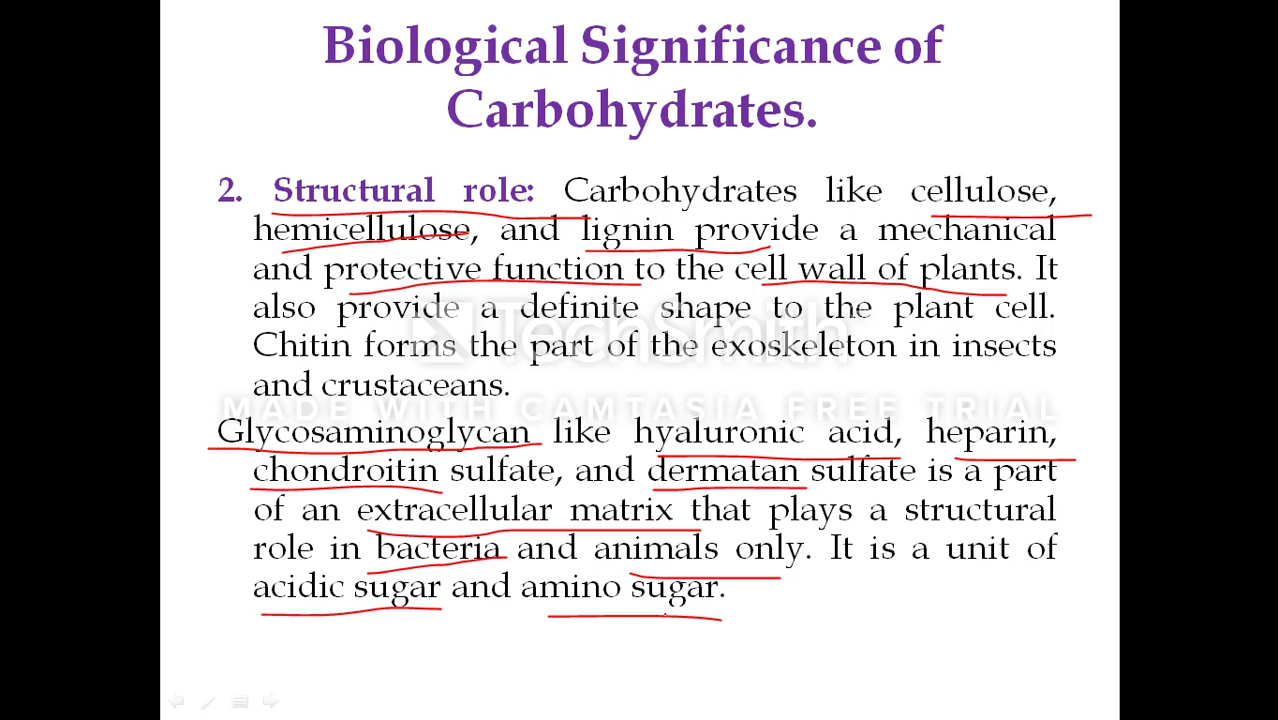 Biological Significance of
Carbohydrates.
2. Structural role: Carbohydrates like cellulose,
hemicellulose, and lignin provide a mechanical
and protective function to the cell wall of plants. It
also provide a definite shape to the plant cell.
TechSmith
Chitin forms the part of the exoskeleton in insects
and crustaceans.
MADE WITH CAMTASIA FREE TRIAL
Glycosaminoglycan like hyaluronic acid, heparin,
chondroitin sulfate, and dermatan sulfate is a part
of an extracellular matrix that plays a structural
role in bacteria and animals only. It is a unit of
acidic sugar and amino sugar.